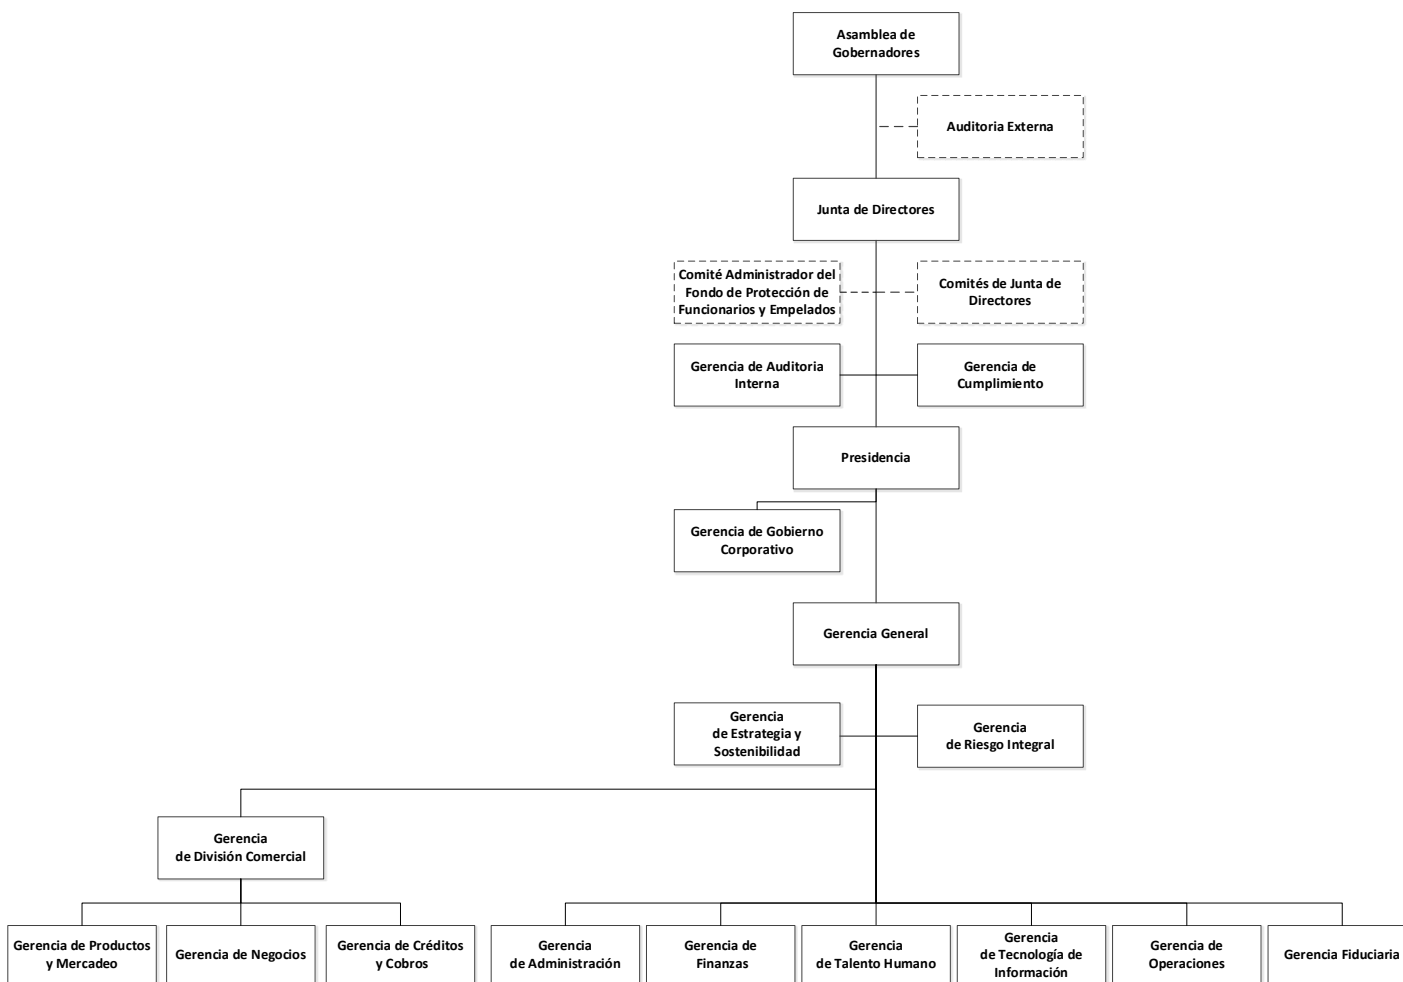 Asamblea de
Gobernadores
Auditoria Externa
Junta de Directores
Comité Administrador del
Fondo de Protección de
Funcionarios y Empelados
Comités de Junta de
Directores
Gerencia de Auditoria
Interna
Gerencia de
Cumplimiento
Presidencia
Gerencia de Gobierno
Corporativo
Gerencia General
Gerencia
de Estrategia y
Sostenibilidad
Gerencia
de Riesgo Integral
Gerencia
de División Comercial
Gerencia de Productos
y Mercadeo
Gerencia de Negocios
Gerencia de Créditos
y Cobros
Gerencia
de Administración
Gerencia de
Finanzas
Gerencia
de Talento Humano
Gerencia
de Tecnología de
Información
Gerencia de
Operaciones
Gerencia Fiduciaria